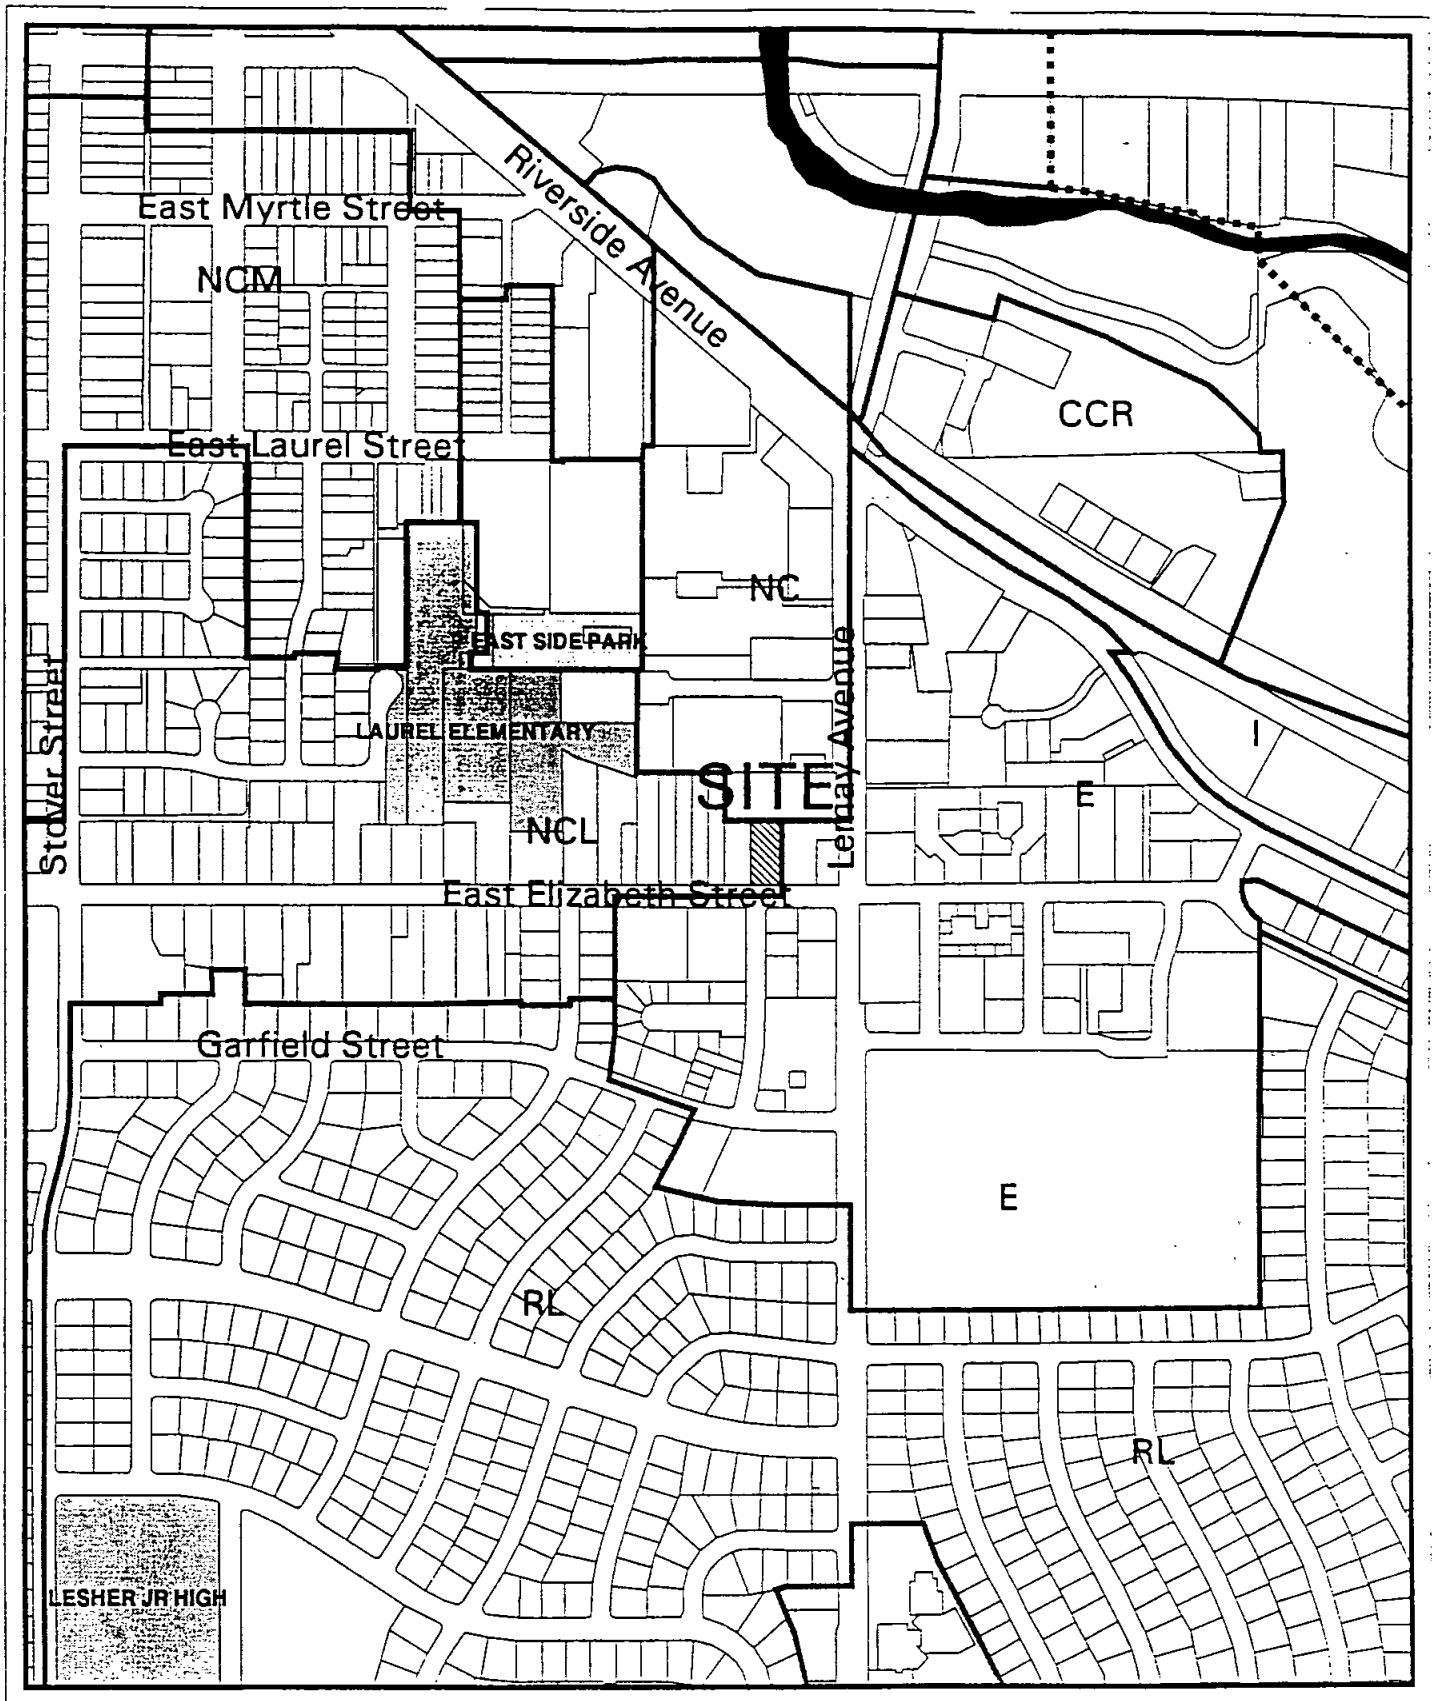 Riverside Avenue
East Myrtle Street
NCM
CCR
East Laurel Street
NC
EAST SIDE PARK
Stover Street
LAUREL ELEMENTARY
Lemay Avenue
I
SITE
E
NCL
East Elizabeth Street
Garfield Street
E
RL
RL
LESHER JR HIGH